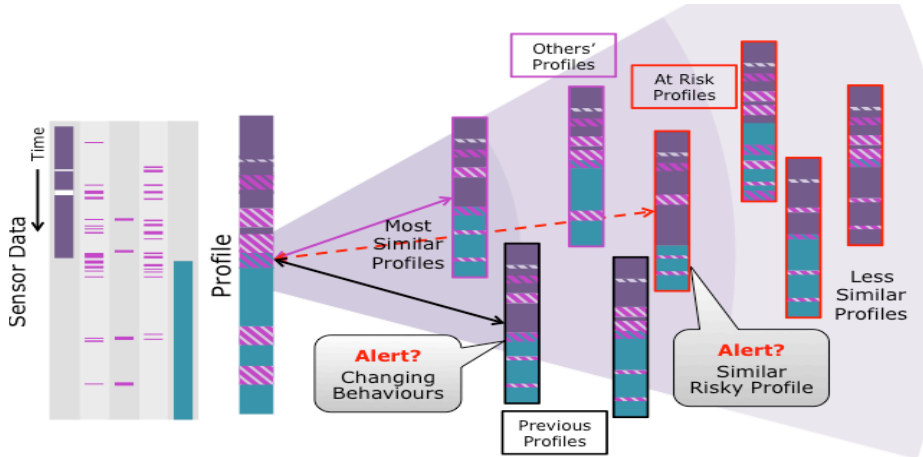 Sensor Data
Time
Profile
Others’
Profiles
At Risk
Profiles
Most
Similar
Profiles
Less
Similar
Profiles
Alert?
Changing
Behaviours
Alert?
Similar
Risky Profile
Previous
Profiles